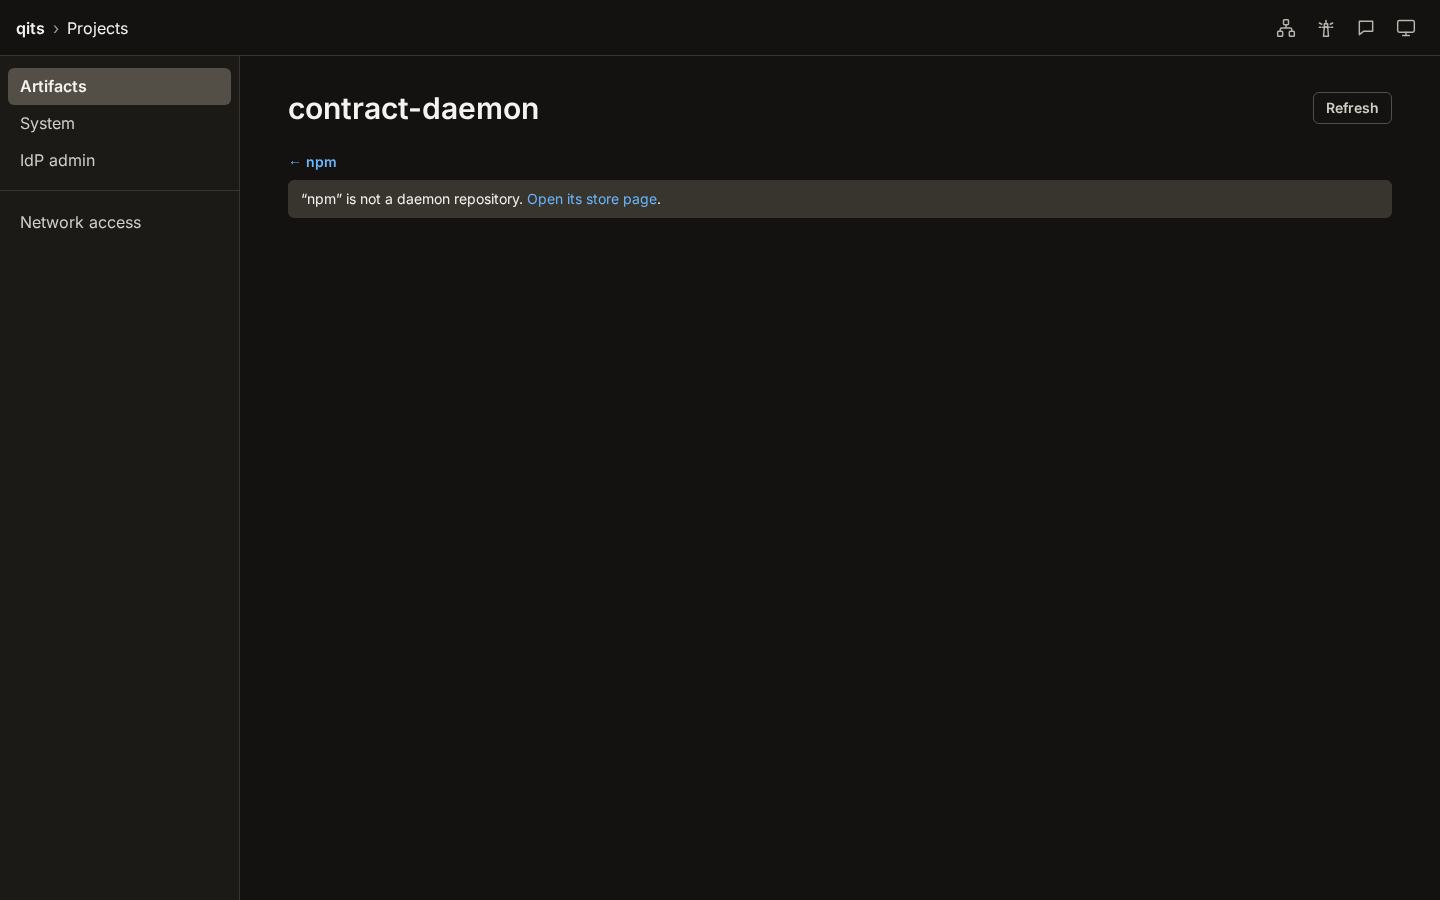 qits › Projects
Artifacts
System
IdP admin
Network access
contract-daemon
Refresh
← npm
“npm” is not a daemon repository. Open its store page.